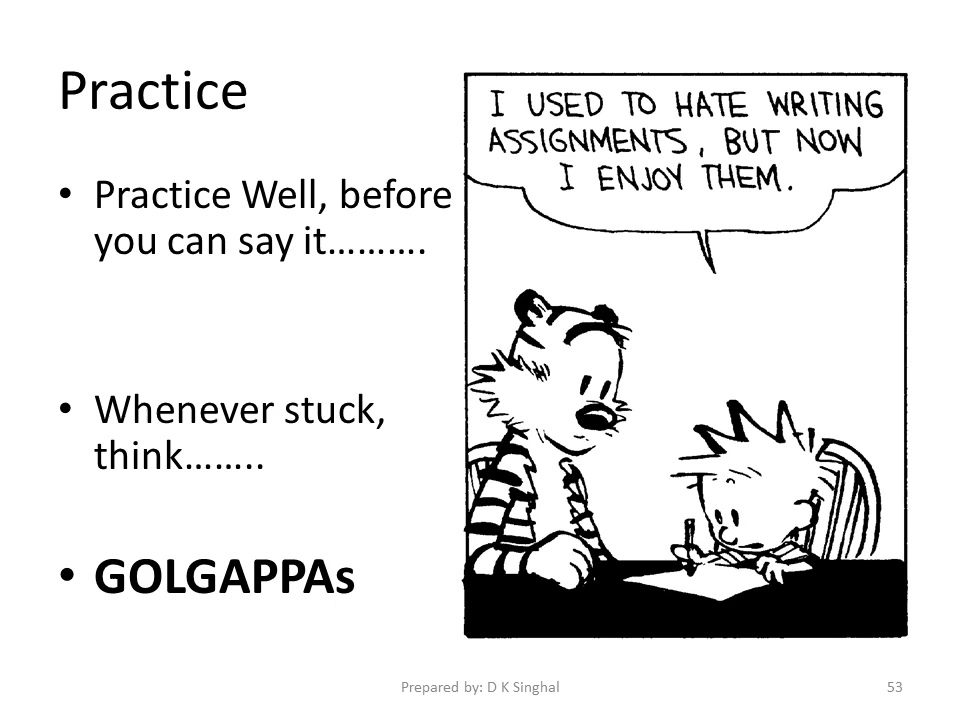 Practice
• Practice Well, before
you can say it……….
• Whenever stuck,
think……..
• GOLGAPPAs
I USED TO HATE WRITING
ASSIGNMENTS, BUT NOW
I ENJOY THEM.
Prepared by: D K Singhal
53